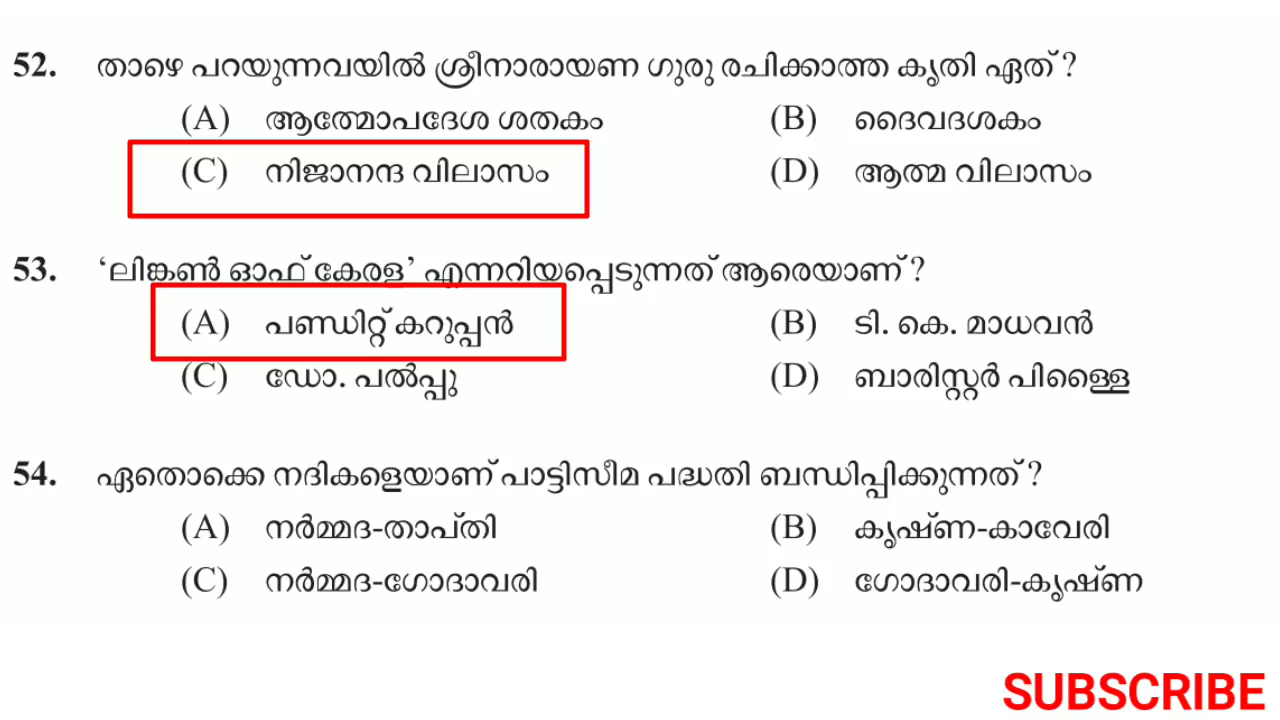 52. താഴെ പറയുന്നവയിൽ ശ്രീനാരായണ ഗുരു രചിക്കാത്ത കൃതി ഏത് ?
(A) ആത്മോപദേശ ശതകം (B) ദൈവദശകം
(C) നിജാനന്ദ വിലാസം (D) ആത്മ വിലാസം
53. ‘ലിങ്കൺ ഓഫ് കേരള’ എന്നറിയപ്പെടുന്നത് ആരെയാണ് ?
(A) പണ്ഡിറ്റ് കറുപ്പൻ (B) ടി. കെ. മാധവൻ
(C) ഡോ. പൽപ്പു (D) ബാരിസ്റ്റർ പിള്ളൈ
54. ഏതൊക്കെ നദികളെയാണ് പാട്ടിസീമ പദ്ധതി ബന്ധിപ്പിക്കുന്നത് ?
(A) നർമ്മദ-താപ്തി (B) കൃഷ്ണ-കാവേരി
(C) നർമ്മദ-ഗോദാവരി (D) ഗോദാവരി-കൃഷ്ണ
SUBSCRIBE